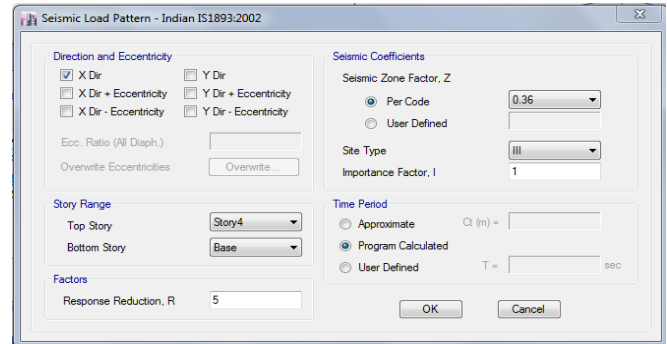 Seismic Load Pattern - Indian IS1893:2002
Direction and Eccentricity
X Dir
Y Dir
X Dir + Eccentricity
Y Dir + Eccentricity
X Dir - Eccentricity
Y Dir - Eccentricity
Ecc. Ratio (All Diaph.)
Overwrite Eccentricities
Overwrite...
Story Range
Top Story
Story4
Bottom Story
Base
Factors
Response Reduction, R
5
Seismic Coefficients
Seismic Zone Factor, Z
Per Code
0.36
User Defined
Site Type
III
Importance Factor, I
1
Time Period
Approximate
Ct (m) =
Program Calculated
User Defined
T =
sec
OK
Cancel